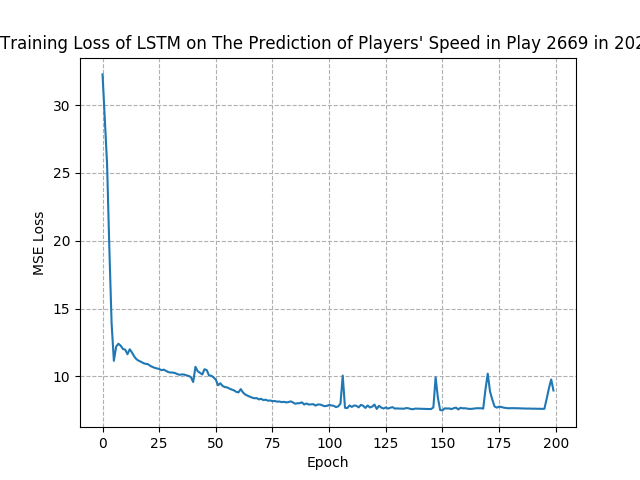 Training Loss of LSTM on The Prediction of Players' Speed in Play 2669 in 202
30
25
20
15
10
MSE Loss
0 25 50 75 100 125 150 175 200
Epoch